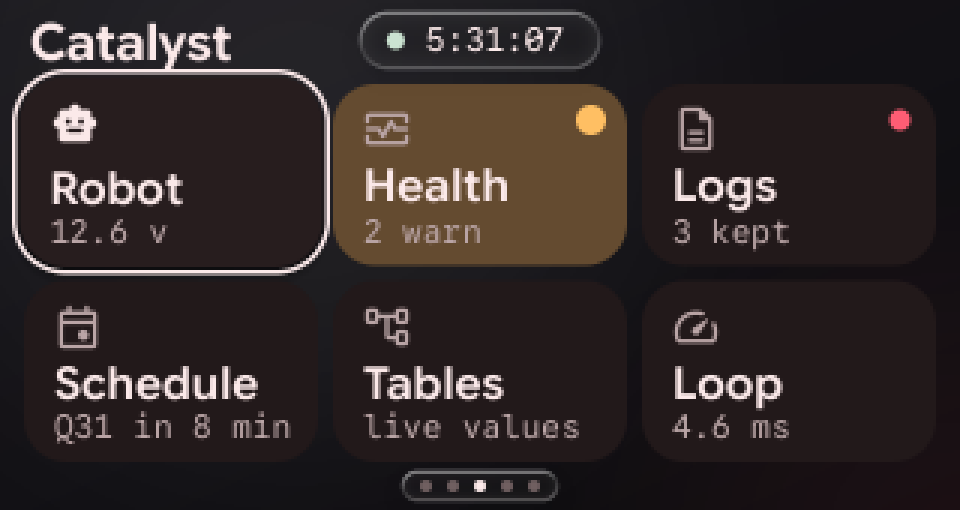 Catalyst
5:31:07
Robot
12.6 v
Health
2 warn
Logs
3 kept
Schedule
Q31 in 8 min
Tables
live values
Loop
4.6 ms